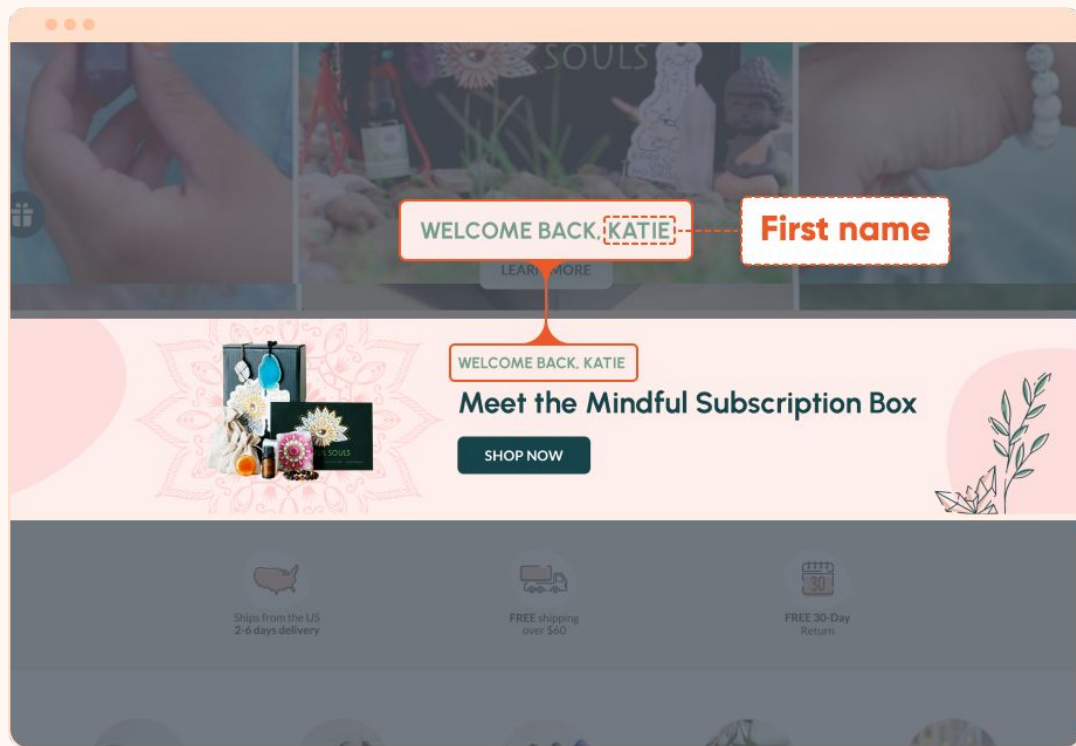 SOULS
WELCOME BACK, KATIE
First name
LEARN MORE
WELCOME BACK, KATIE
Meet the Mindful Subscription Box
SHOP NOW
Ships from the US
2-6 days delivery
FREE shipping
over $60
30
FREE 30-Day
Return